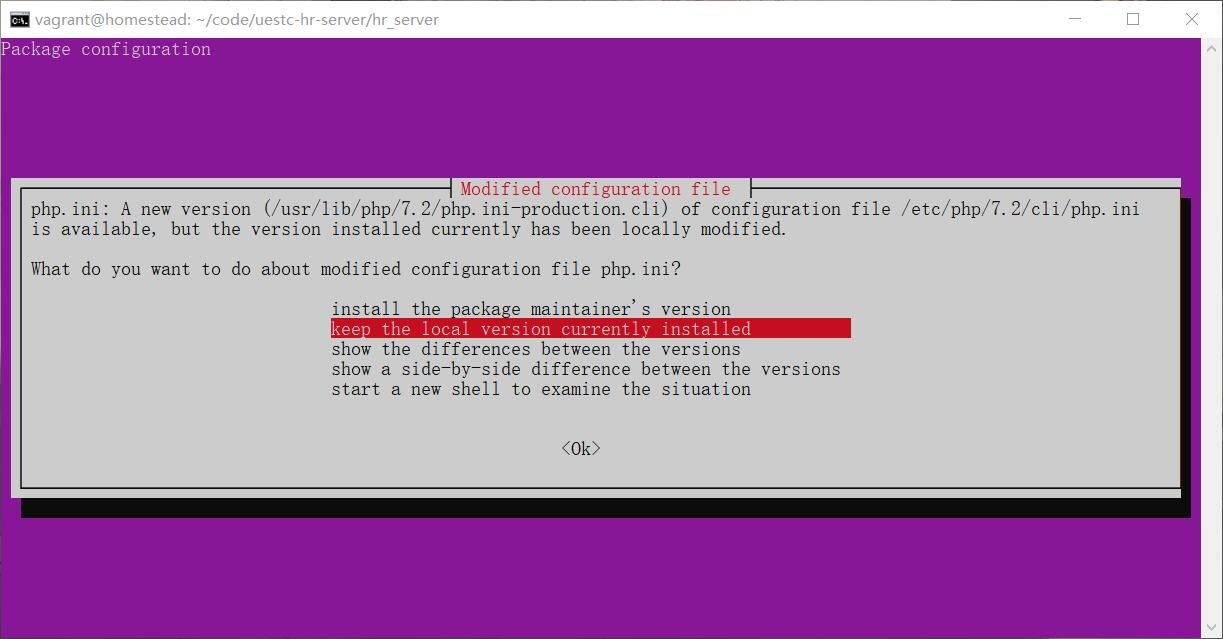 vagrant@homestead: ~/code/uestc-hr-server/hr_server
Package configuration
Modified configuration file
php.ini: A new version (/usr/lib/php/7.2/php.ini-production.cli) of configuration file /etc/php/7.2/cli/php.ini
is available, but the version installed currently has been locally modified.
What do you want to do about modified configuration file php.ini?
install the package maintainer's version
keep the local version currently installed
show the differences between the versions
show a side-by-side difference between the versions
start a new shell to examine the situation
<Ok>